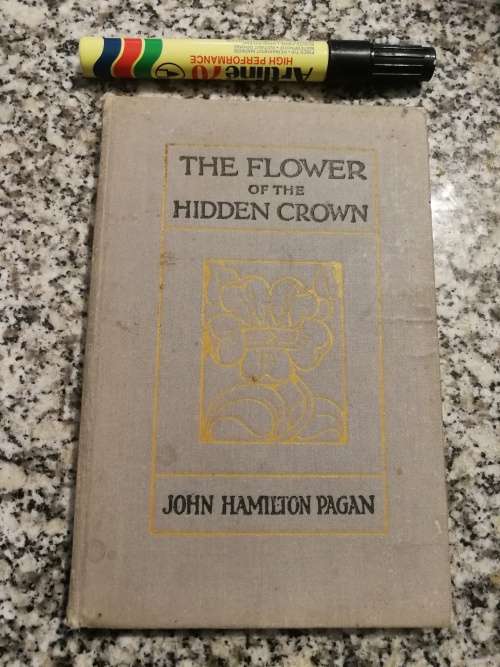 Artline 70
HIGH PERFORMANCE
THE FLOWER
OF THE
HIDDEN CROWN
JOHN HAMILTON PAGAN